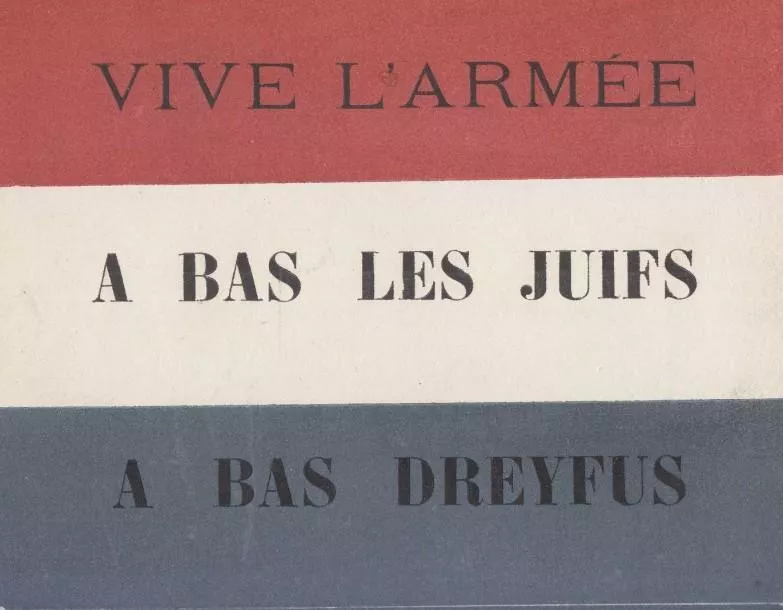 VIVE L'ARMÉE
A BAS LES JUIFS
A BAS DREYFUS